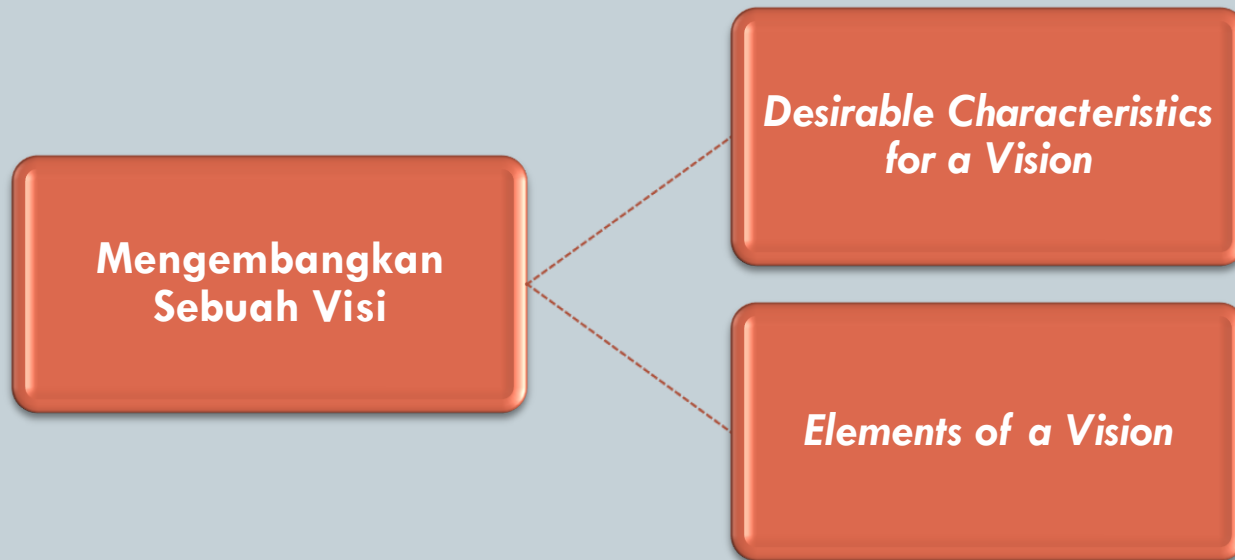 Mengembangkan
Sebuah Visi
Desirable Characteristics
for a Vision
Elements of a Vision